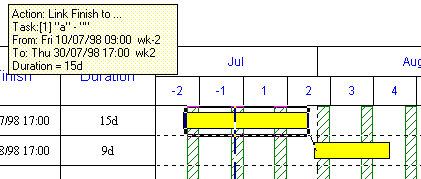 Action: Link Finish to ...
Task:[1] "a" - ""
From: Fri 10/07/98 09:00 wk-2
To: Thu 30/07/98 17:00 wk2
Duration = 15d
Finish Duration
Jul Aug
-2 -1 1 2 3 4
/98 17:00 15d
/98 17:00 9d